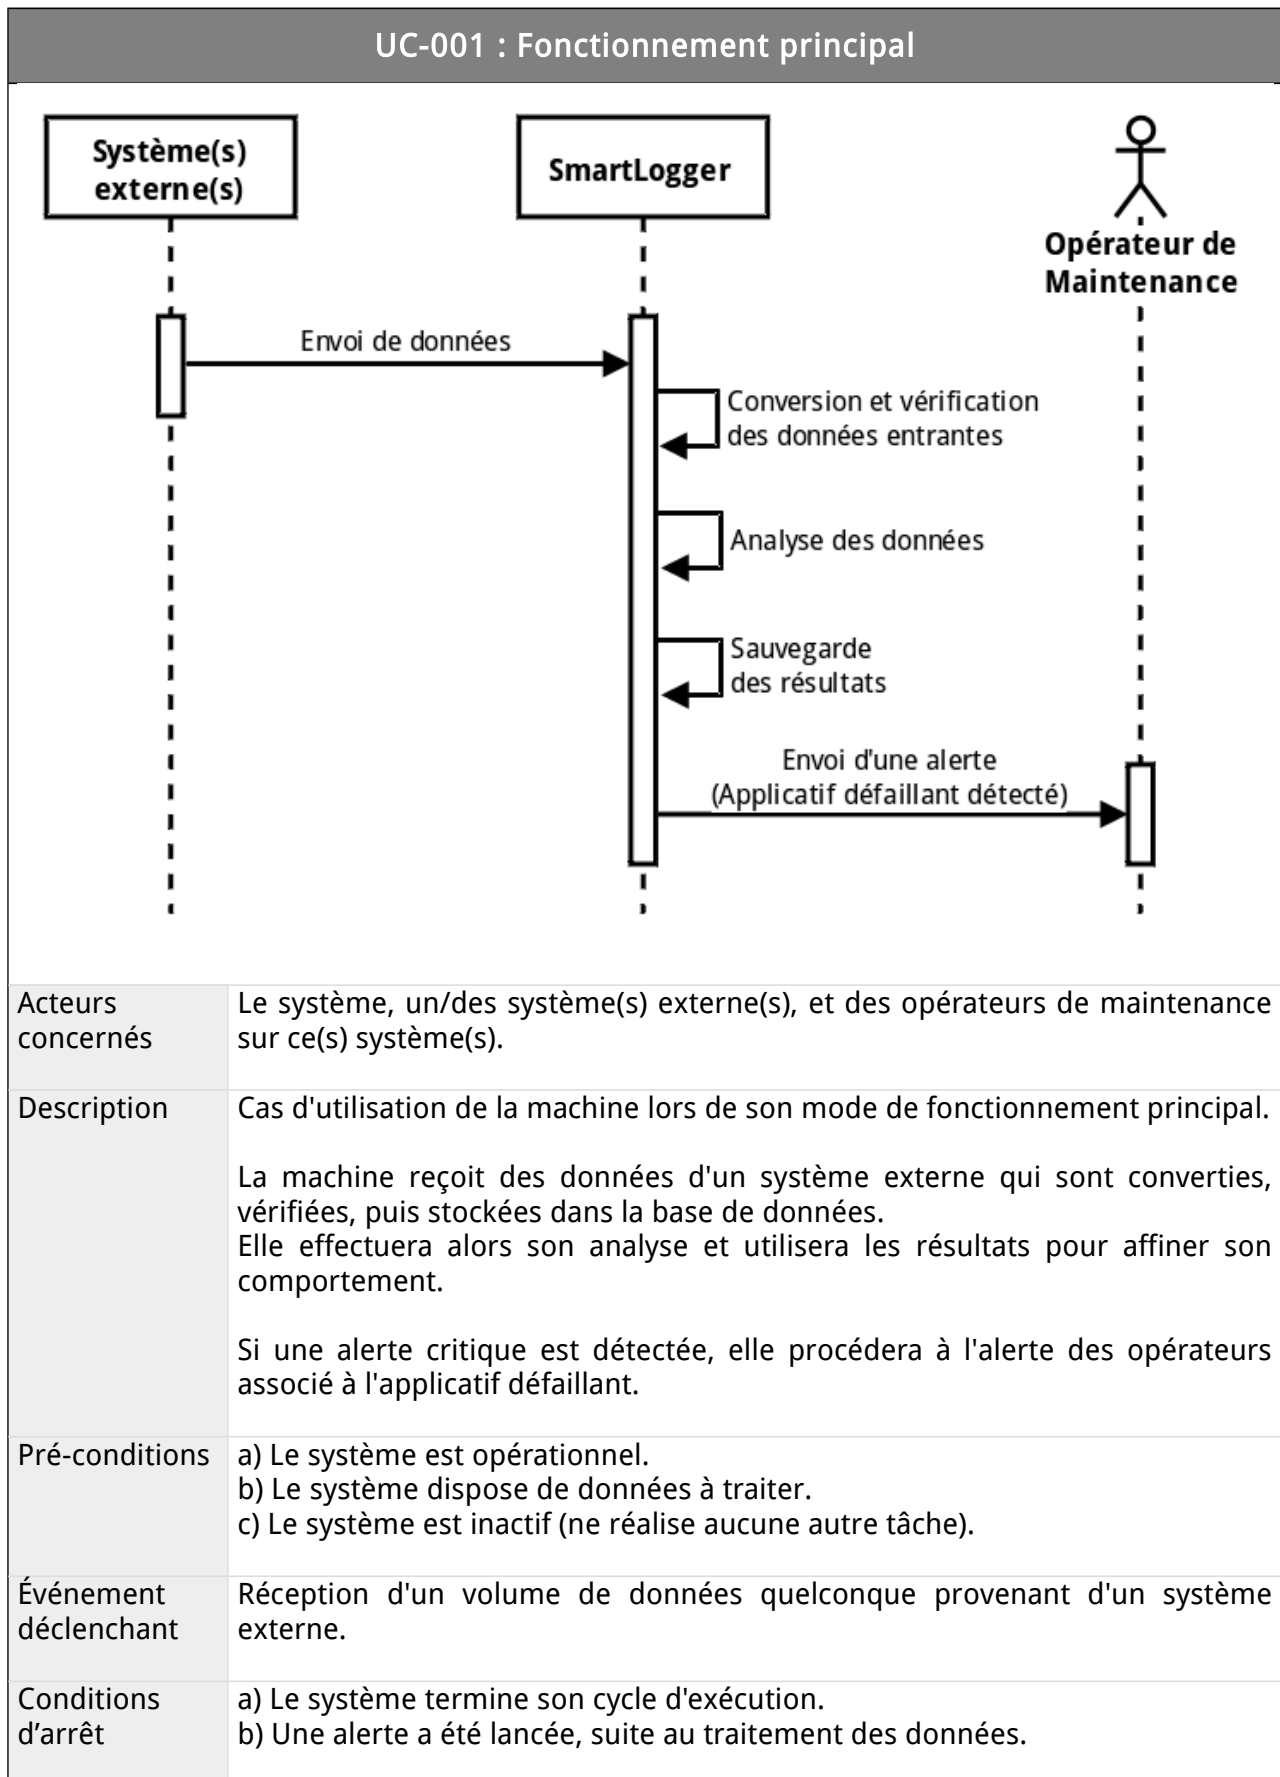 UC-001 : Fonctionnement principal
Système(s)
externe(s)
SmartLogger
Opérateur de
Maintenance
Envoi de données
Conversion et vérification
des données entrantes
Analyse des données
Sauvegarde
des résultats
Envoi d'une alerte
(Applicatif défaillant détecté)
Acteurs
concernés
Le système, un/des système(s) externe(s), et des opérateurs de maintenance
sur ce(s) système(s).
Description
Cas d'utilisation de la machine lors de son mode de fonctionnement principal.
La machine reçoit des données d'un système externe qui sont converties,
vérifiées, puis stockées dans la base de données.
Elle effectuera alors son analyse et utilisera les résultats pour affiner son
comportement.
Si une alerte critique est détectée, elle procédera à l'alerte des opérateurs
associé à l'applicatif défaillant.
Pré-conditions
a) Le système est opérationnel.
b) Le système dispose de données à traiter.
c) Le système est inactif (ne réalise aucune autre tâche).
Événement
déclenchant
Réception d'un volume de données quelconque provenant d'un système
externe.
Conditions
d’arrêt
a) Le système termine son cycle d'exécution.
b) Une alerte a été lancée, suite au traitement des données.